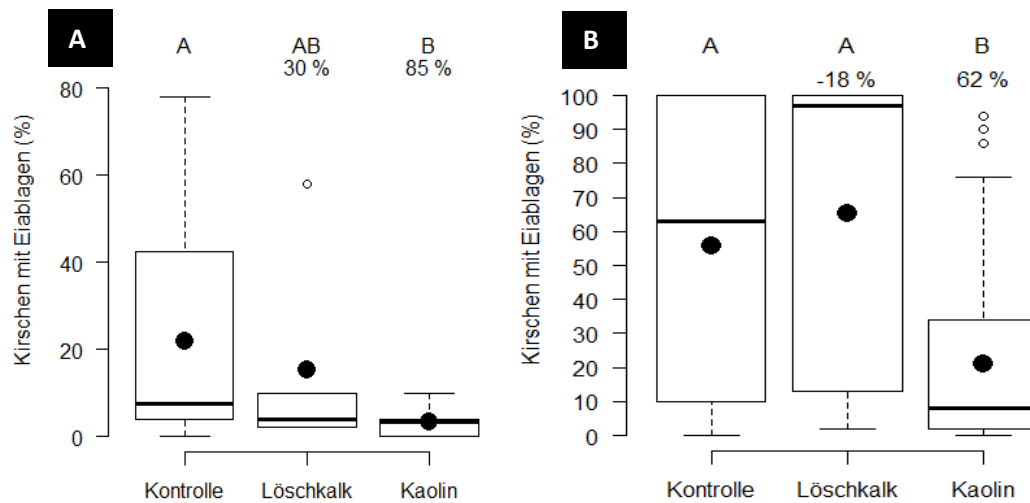 A
A AB B
30 % 85 %
Kirschen mit Eiablagen (%)
80
60
40
20
0
Kontrolle Löschkalk Kaolin
B
A A B
-18 % 62 %
Kirschen mit Eiablagen (%)
100
90
80
70
60
50
40
30
20
10
0
Kontrolle Löschkalk Kaolin